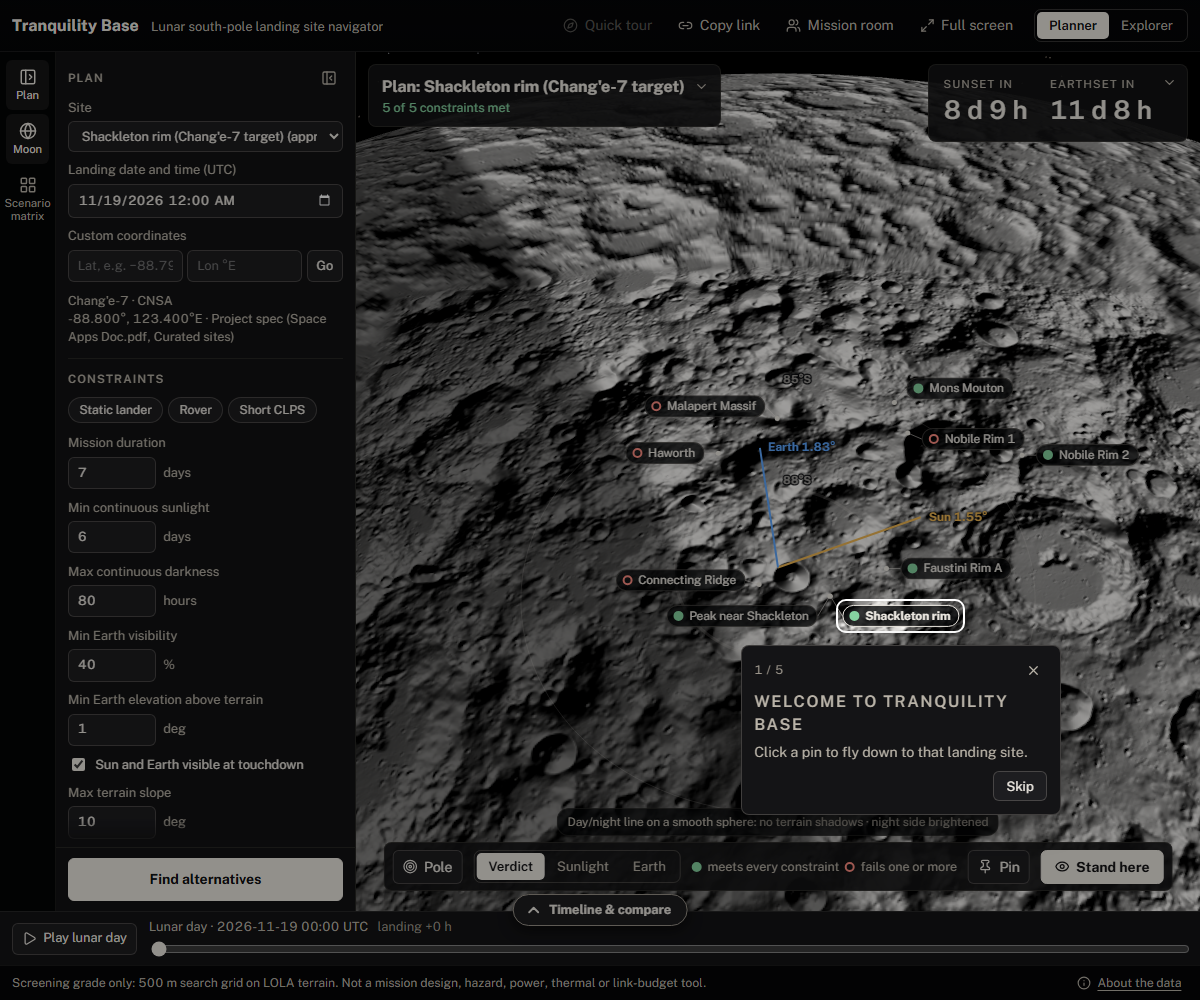 Tranquility Base
Lunar south-pole landing site navigator
Quick tour
Copy link
Mission room
Full screen
Planner
Explorer
Plan
Moon
Scenario
matrix
PLAN
Site
Shackleton rim (Chang'e-7 target) (appr
Landing date and time (UTC)
11/19/2026 12:00 AM
Custom coordinates
Lat, e.g. −88.79
Lon °E
Go
Chang'e-7 · CNSA
-88.800°, 123.400°E · Project spec (Space
Apps Doc.pdf, Curated sites)
CONSTRAINTS
Static lander
Rover
Short CLPS
Mission duration
7 days
Min continuous sunlight
6 days
Max continuous darkness
80 hours
Min Earth visibility
40 %
Min Earth elevation above terrain
1 deg
Sun and Earth visible at touchdown
Max terrain slope
10 deg
Find alternatives
Plan: Shackleton rim (Chang'e-7 target)
5 of 5 constraints met
SUNSET IN
8 d 9 h
EARTHSET IN
11 d 8 h
85°S
Mons Mouton
Malapert Massif
Nobile Rim 1
Earth 1.83°
Haworth
Nobile Rim 2
88°S
Sun 1.55°
Faustini Rim A
Connecting Ridge
Peak near Shackleton
Shackleton rim
1 / 5
WELCOME TO TRANQUILITY
BASE
Click a pin to fly down to that landing site.
Skip
Day/night line on a smooth sphere: no terrain shadows · night side brightened
Pole
Verdict
Sunlight
Earth
meets every constraint
fails one or more
Pin
Stand here
Timeline & compare
Play lunar day
Lunar day · 2026-11-19 00:00 UTC landing +0 h
Screening grade only: 500 m search grid on LOLA terrain. Not a mission design, hazard, power, thermal or link-budget tool.
About the data